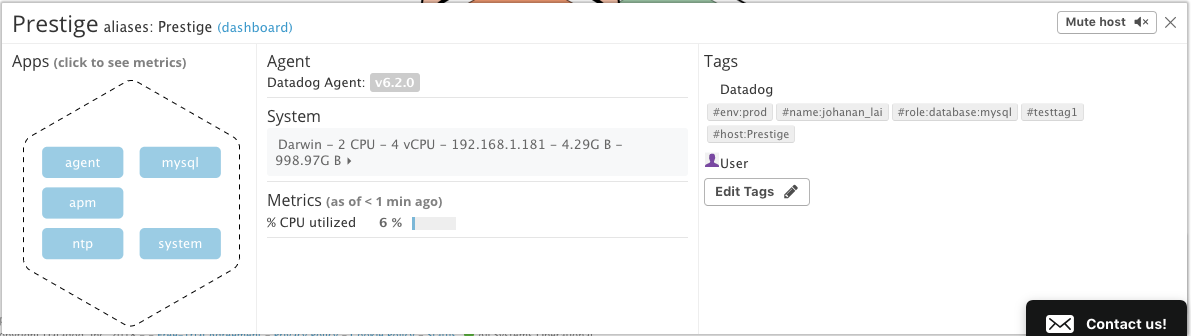 Prestige aliases: Prestige (dashboard)
Mute host
Apps (click to see metrics)
agent
mysql
apm
ntp
system
Agent
Datadog Agent: v6.2.0
System
Darwin – 2 CPU – 4 vCPU – 192.168.1.181 – 4.29G B –
998.97G B
Metrics (as of < 1 min ago)
% CPU utilized 6 %
Tags
Datadog
#env:prod #name:johanan_lai #role:database:mysql #testtag1
#host:Prestige
User
Edit Tags
Contact us!